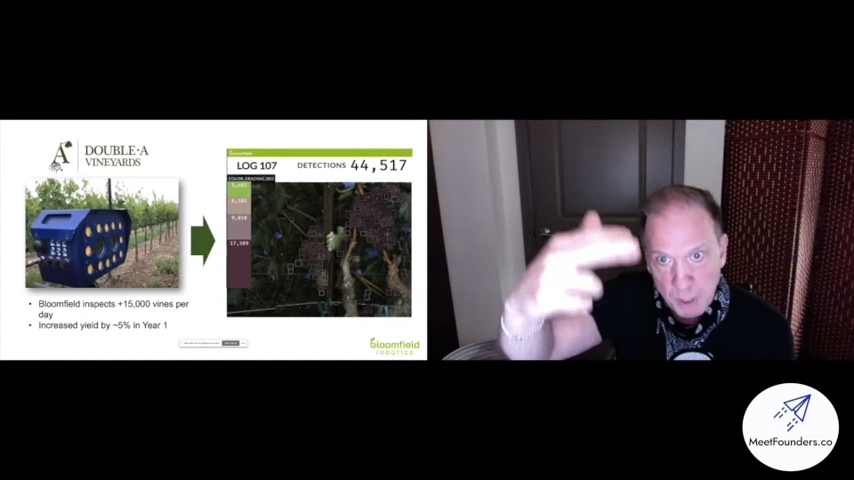 A
DOUBLE·A
VINEYARDS
bloomfield
LOG 107
DETECTIONS 44,517
COLOR GRADING
9,010
17,389
• Bloomfield inspects +15,000 vines per
day
• Increased yield by ~5% in Year 1
bloomfield
robotics
MeetFounders.co